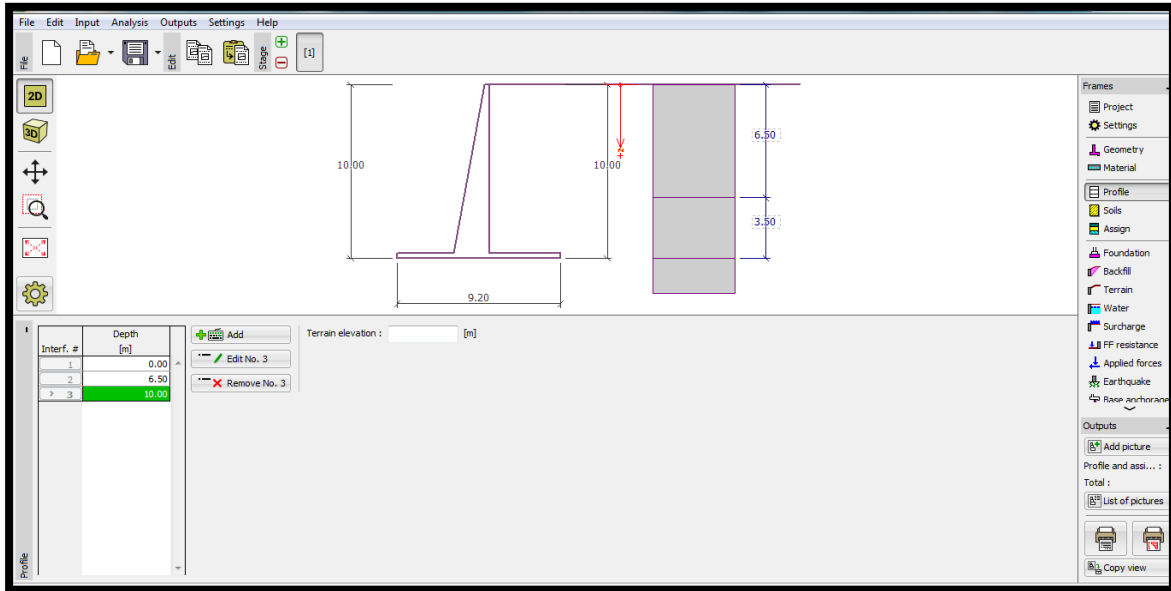 File Edit Input Analysis Outputs Settings Help
File
Edit
Stage
[1]
2D
3D
10.00
9.20
10.00
+z
6.50
3.50
Frames
Project
Settings
Geometry
Material
Profile
Soils
Assign
Foundation
Backfill
Terrain
Water
Surcharge
FF resistance
Applied forces
Earthquake
Base anchorage
Interf. # Depth
[m]
1 0.00
2 6.50
> 3 10.00
Add
Edit No. 3
Remove No. 3
Terrain elevation : [m]
Profile
Outputs
Add picture
Profile and assi... :
Total :
List of pictures
Copy view